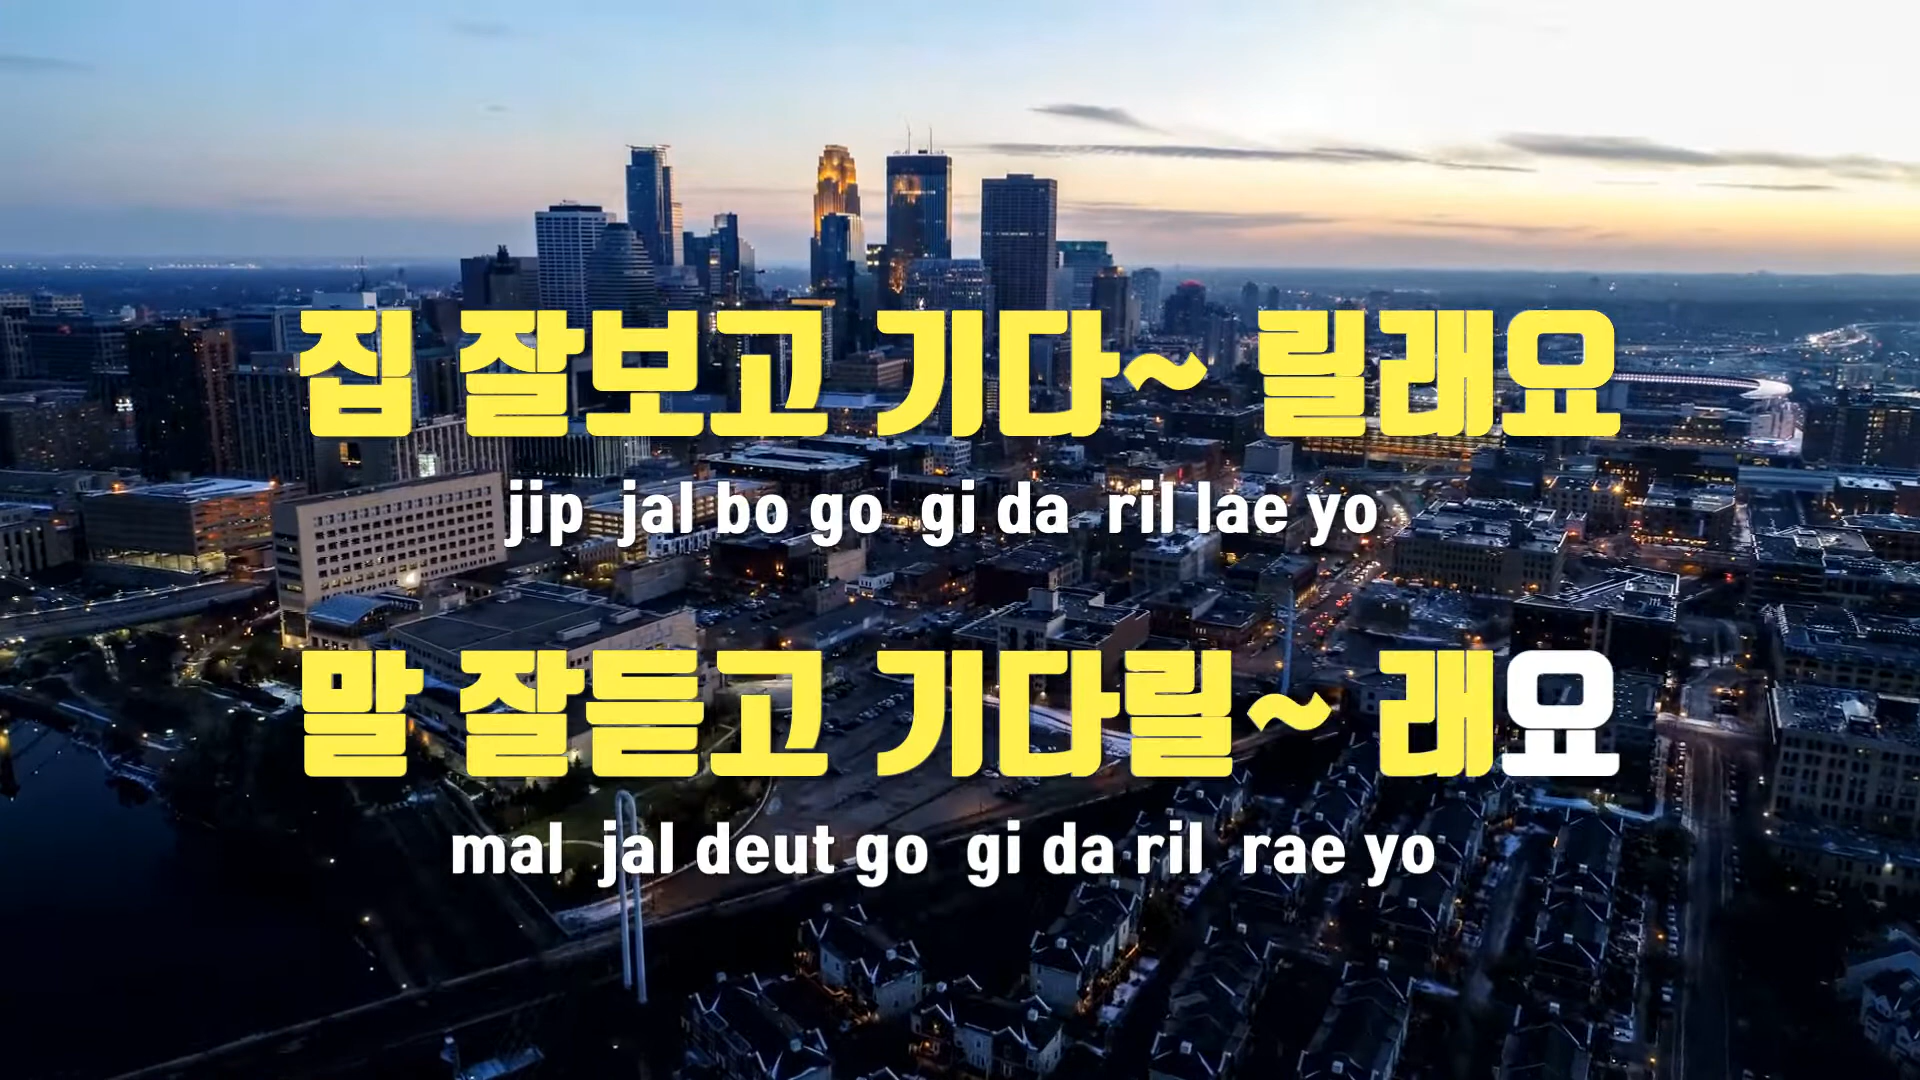 집 잘보고 기다~ 릴래요
jip jal bo go gi da ril lae yo
말 잘듣고 기다릴~ 래요
mal jal deut go gi da ril rae yo